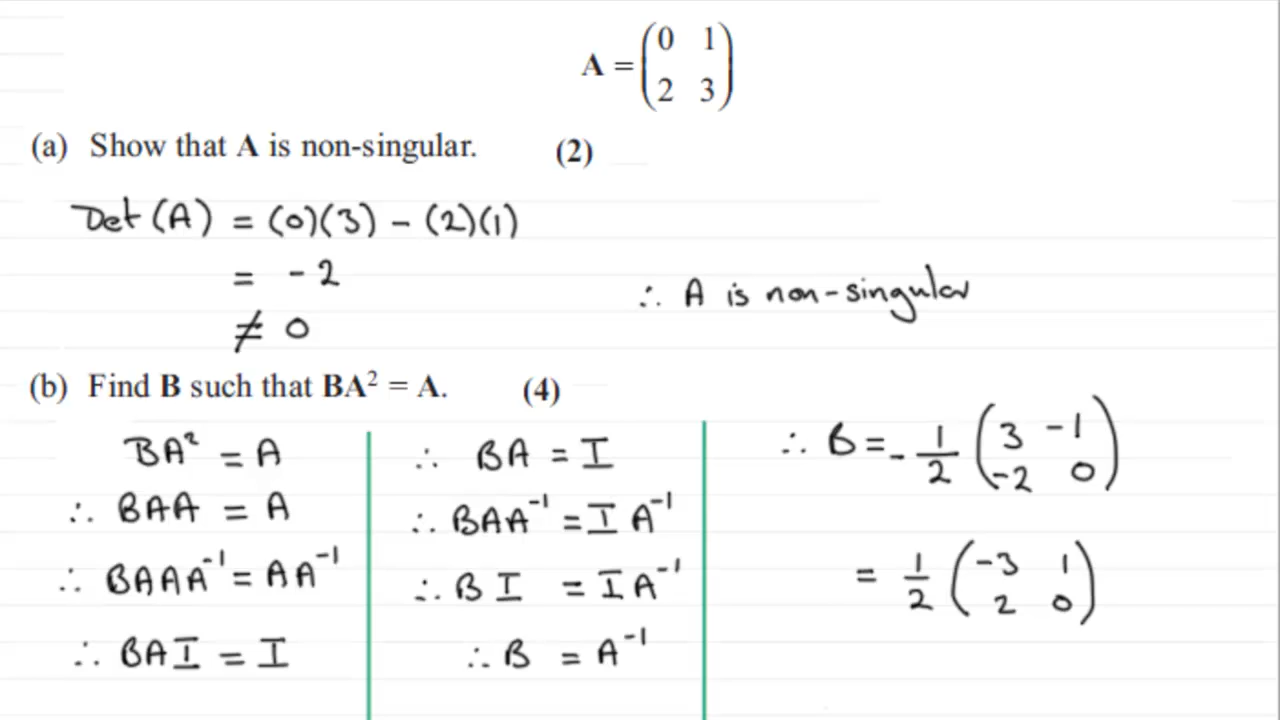 A = (0 1
2 3)
(a) Show that A is non-singular. (2)
Det (A) = (0)(3) - (2)(1)
= -2
≠ 0
∴ A is non-singular
(b) Find B such that BA² = A. (4)
BA² = A
∴ BAA = A
∴ BAAA⁻¹ = AA⁻¹
∴ BAI = I
∴ BA = I
∴ BAA⁻¹ = IA⁻¹
∴ BI = IA⁻¹
∴ B = A⁻¹
∴ B = -1/2 (3 -1
-2 0)
= 1/2 (-3 1
2 0)